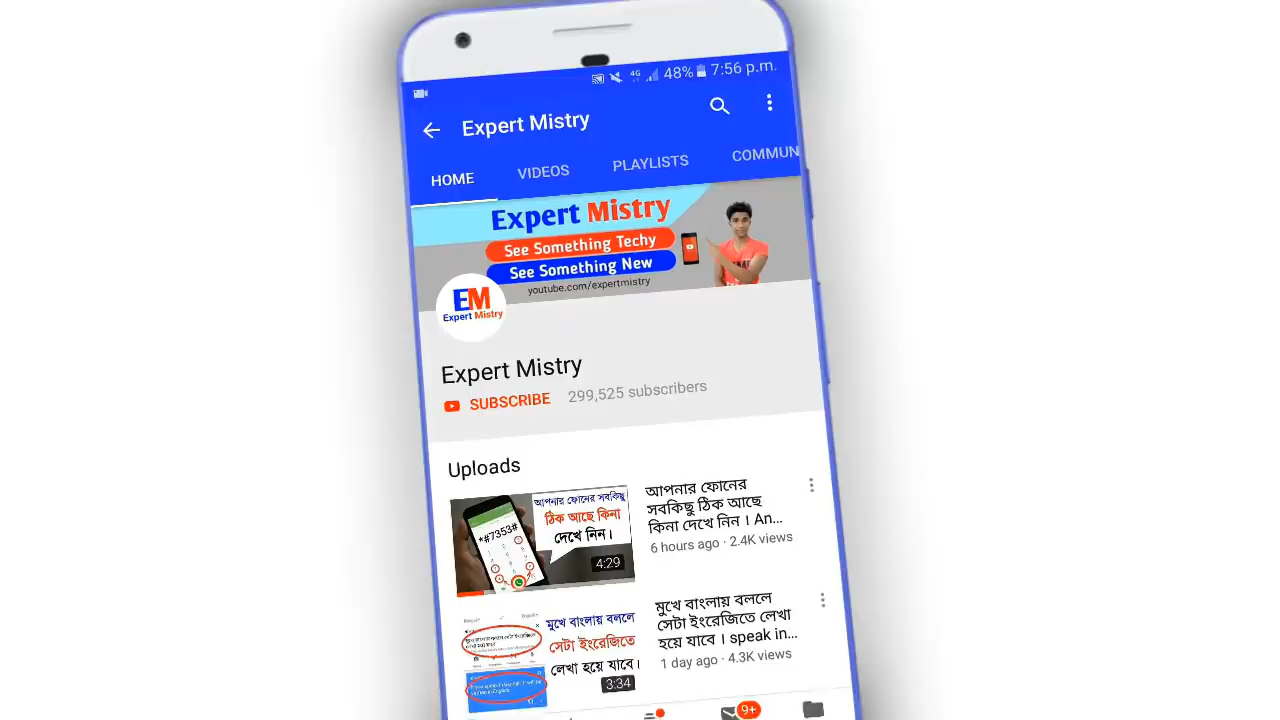 4G 48% 7:56 p.m.
Expert Mistry
HOME VIDEOS PLAYLISTS COMMUN
Expert Mistry
See Something Techy
See Something New
youtube.com/expertmistry
EM
Expert Mistry
Expert Mistry
SUBSCRIBE 299,525 subscribers
Uploads
আপনার ফোনের সবকিছু
ঠিক আছে কিনা
দেখে নিন।
*#7353#
4:29
আপনার ফোনের
সবকিছু ঠিক আছে
কিনা দেখে নিন । An...
6 hours ago · 2.4K views
মুখে বাংলায় বললে
সেটা ইংরেজিতে
লেখা হয়ে যাবে।
3:34
মুখে বাংলায় বললে
সেটা ইংরেজিতে লেখা
হয়ে যাবে । speak in...
1 day ago · 4.3K views
9+